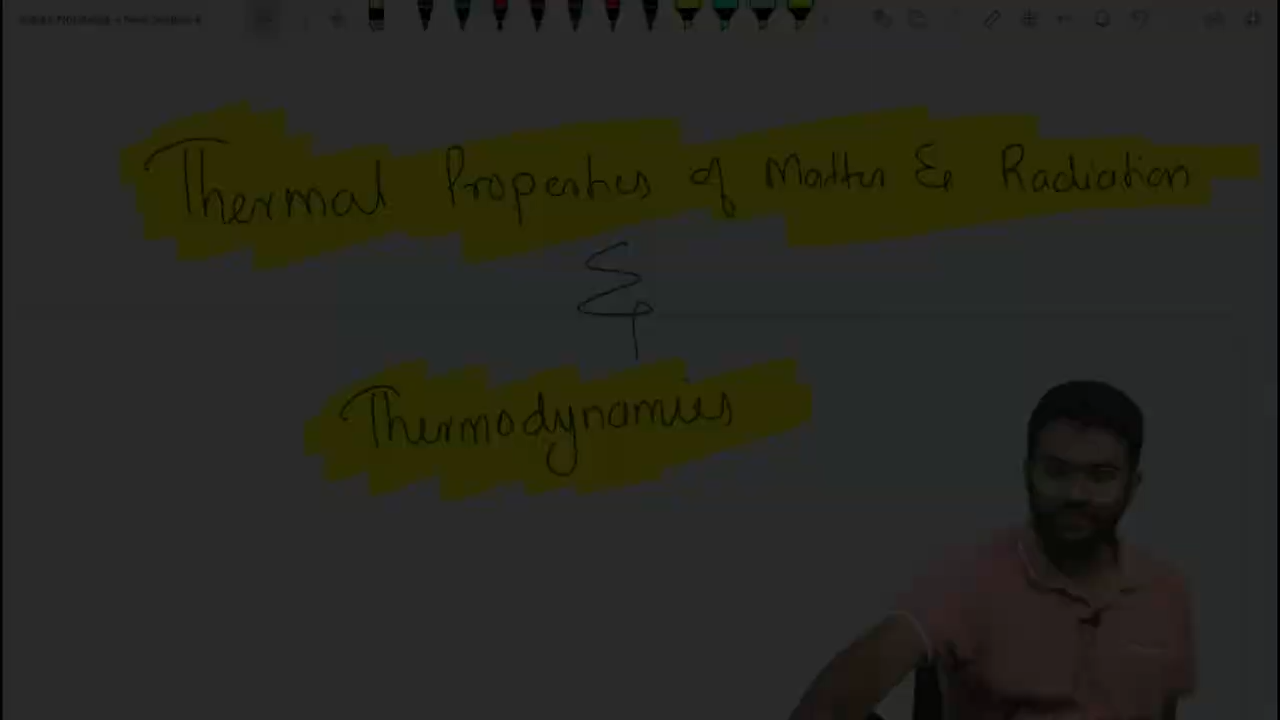 Thermal Properties of Matter & Radiation
&
Thermodynamics